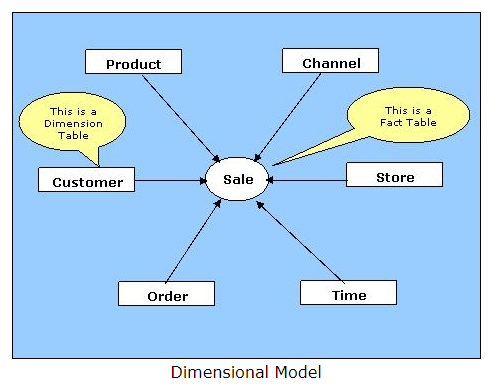 Product
Channel
This is a
Dimension
Table
This is a
Fact Table
Customer
Sale
Store
Order
Time
Dimensional Model